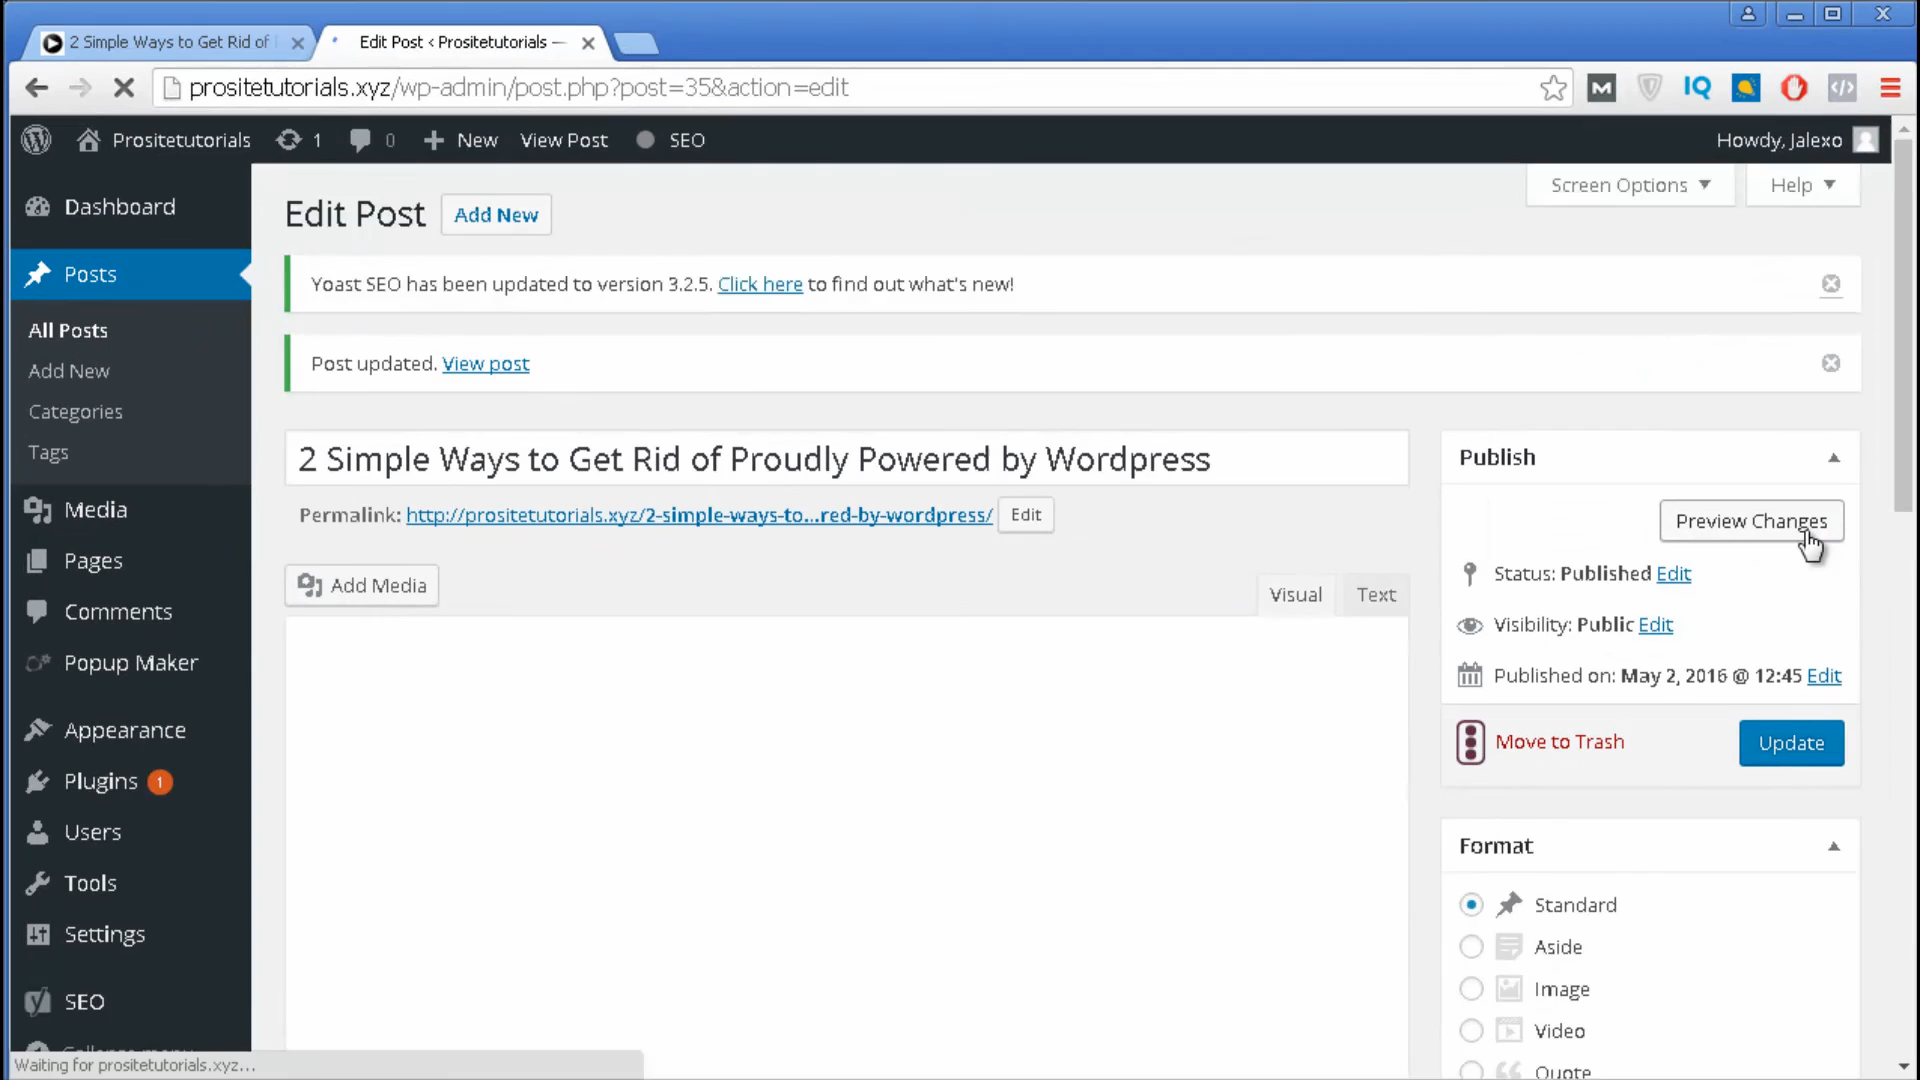 2 Simple Ways to Get Rid of
Edit Post ‹ Prositetutorials —
prositetutorials.xyz/wp-admin/post.php?post=35&action=edit
IQ
Prositetutorials
1
0
New
View Post
SEO
Howdy, Jalexo
Screen Options
Help
Dashboard
Posts
All Posts
Add New
Categories
Tags
Media
Pages
Comments
Popup Maker
Appearance
Plugins 1
Users
Tools
Settings
SEO
Edit Post
Add New
Yoast SEO has been updated to version 3.2.5. Click here to find out what's new!
Post updated. View post
2 Simple Ways to Get Rid of Proudly Powered by Wordpress
Permalink: http://prositetutorials.xyz/2-simple-ways-to...red-by-wordpress/ Edit
Add Media
Visual
Text
Publish
Preview Changes
Status: Published Edit
Visibility: Public Edit
Published on: May 2, 2016 @ 12:45 Edit
Move to Trash
Update
Format
Standard
Aside
Image
Video
Quote
Waiting for prositetutorials.xyz...